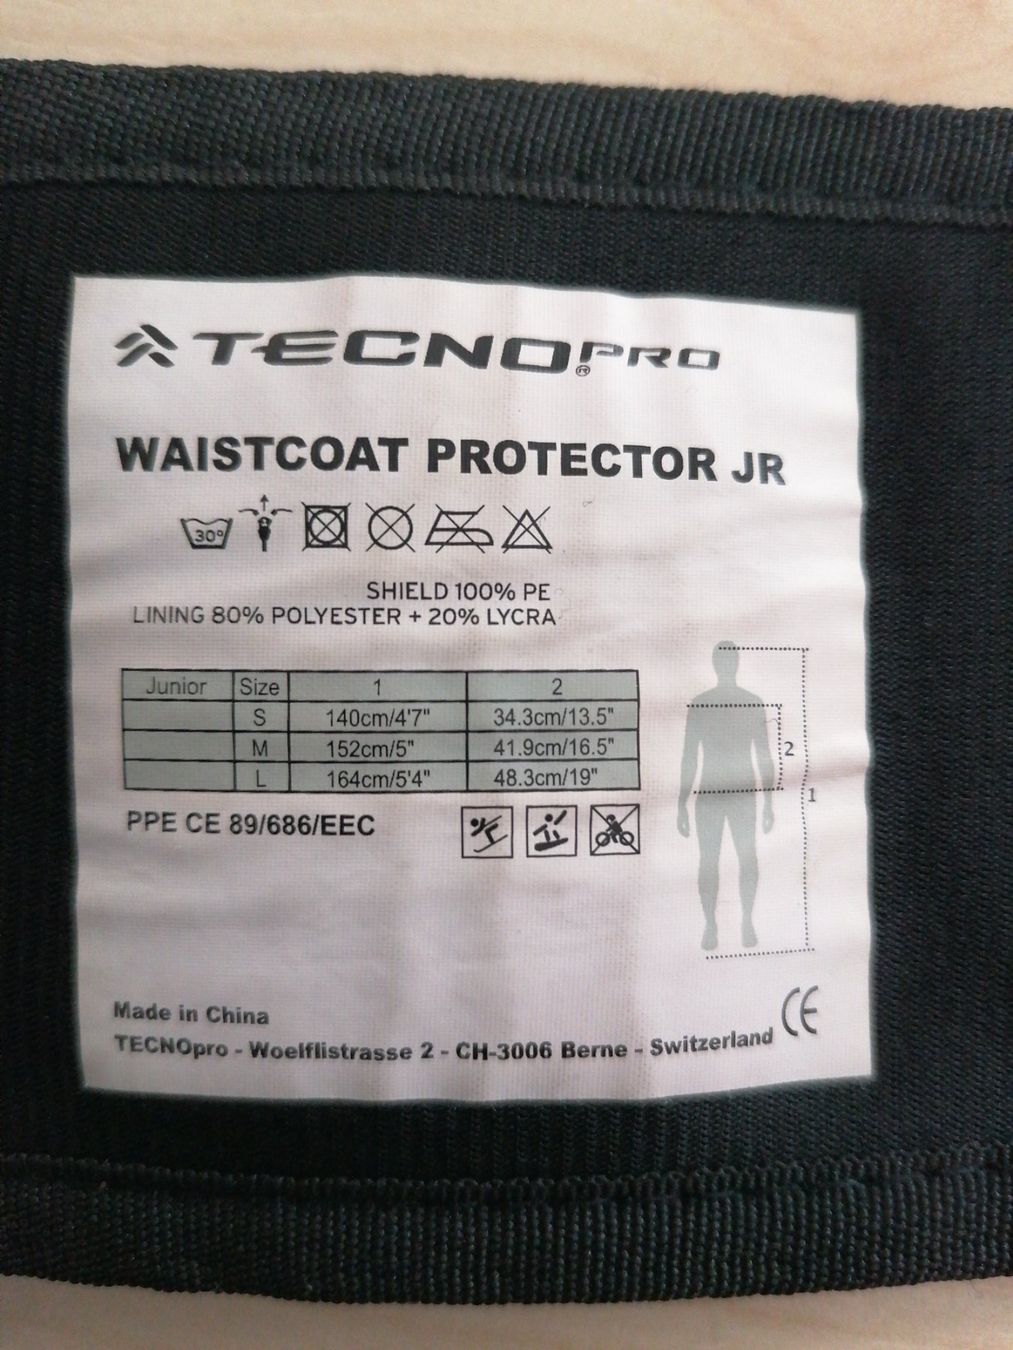 TECNOPRO®
WAISTCOAT PROTECTOR JR
30°
SHIELD 100% PE
LINING 80% POLYESTER + 20% LYCRA
Junior Size 1 2
S 140cm/4'7" 34.3cm/13.5"
M 152cm/5" 41.9cm/16.5"
L 164cm/5'4" 48.3cm/19"
2
1
PPE CE 89/686/EEC
Made in China
CE
TECNOpro - Woelflistrasse 2 - CH-3006 Berne - Switzerland